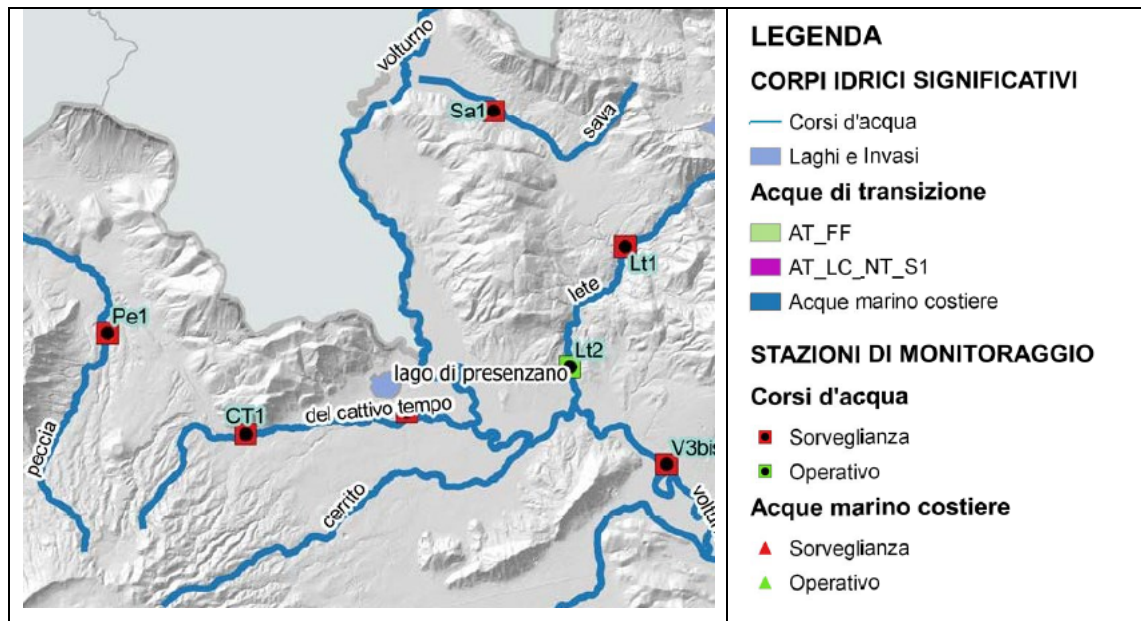 volturno
Sa1
sava
Lt1
lete
Pe1
Lt2
lago di presenzano
del cattivo tempo
CT1
peccia
cerrito
V3bis
voltur
LEGENDA
CORPI IDRICI SIGNIFICATIVI
Corsi d'acqua
Laghi e Invasi
Acque di transizione
AT_FF
AT_LC_NT_S1
Acque marino costiere
STAZIONI DI MONITORAGGIO
Corsi d'acqua
Sorveglianza
Operativo
Acque marino costiere
Sorveglianza
Operativo